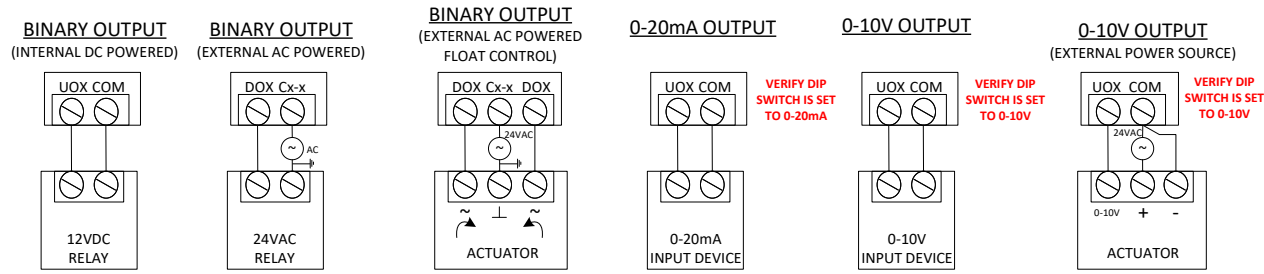 BINARY OUTPUT
(INTERNAL DC POWERED)
UOX COM
12VDC
RELAY
BINARY OUTPUT
(EXTERNAL AC POWERED)
DOX Cx-x
~ AC
24VAC
RELAY
BINARY OUTPUT
(EXTERNAL AC POWERED
FLOAT CONTROL)
DOX Cx-x DOX
24VAC
~
~ ⊥ ~
ACTUATOR
0-20mA OUTPUT
UOX COM
VERIFY DIP
SWITCH IS SET
TO 0-20mA
0-20mA
INPUT DEVICE
0-10V OUTPUT
UOX COM
VERIFY DIP
SWITCH IS SET
TO 0-10V
0-10V
INPUT DEVICE
0-10V OUTPUT
(EXTERNAL POWER SOURCE)
UOX COM
VERIFY DIP
SWITCH IS SET
TO 0-10V
24VAC
~
0-10V + -
ACTUATOR